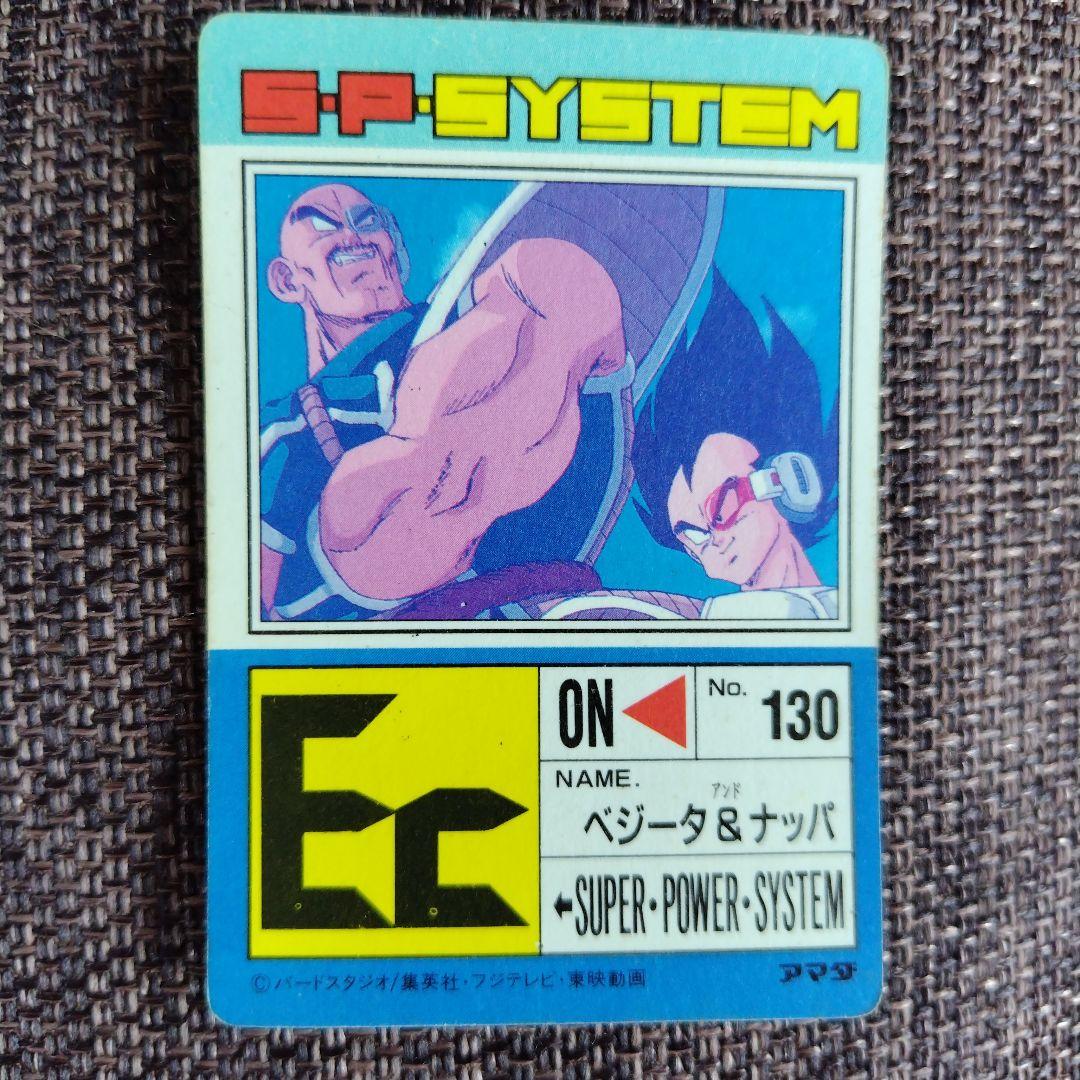 S・P・SYSTEM
Ec
ON
No. 130
NAME.
アンド
ベジータ&ナッパ
←SUPER・POWER・SYSTEM
©バードスタジオ/集英社・フジテレビ・東映動画
アマダ